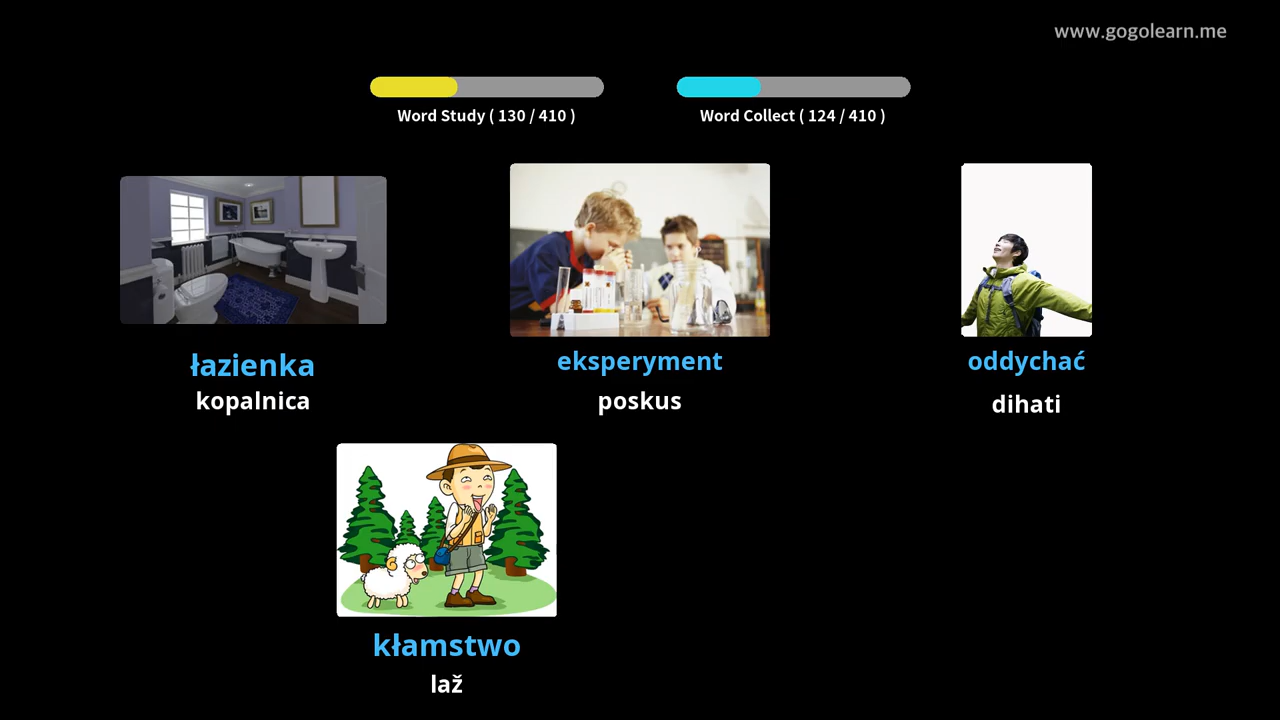 www.gogolearn.me
Word Study ( 130 / 410 )
Word Collect ( 124 / 410 )
łazienka
kopalnica
eksperyment
poskus
oddychać
dihati
kłamstwo
laž